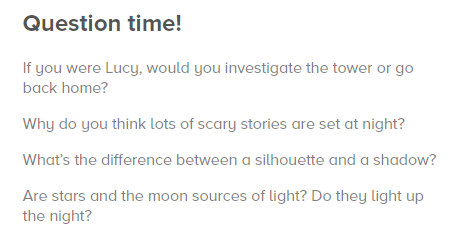 Question time!
If you were Lucy, would you investigate the tower or go
back home?
Why do you think lots of scary stories are set at night?
What's the difference between a silhouette and a shadow?
Are stars and the moon sources of light? Do they light up
the night?